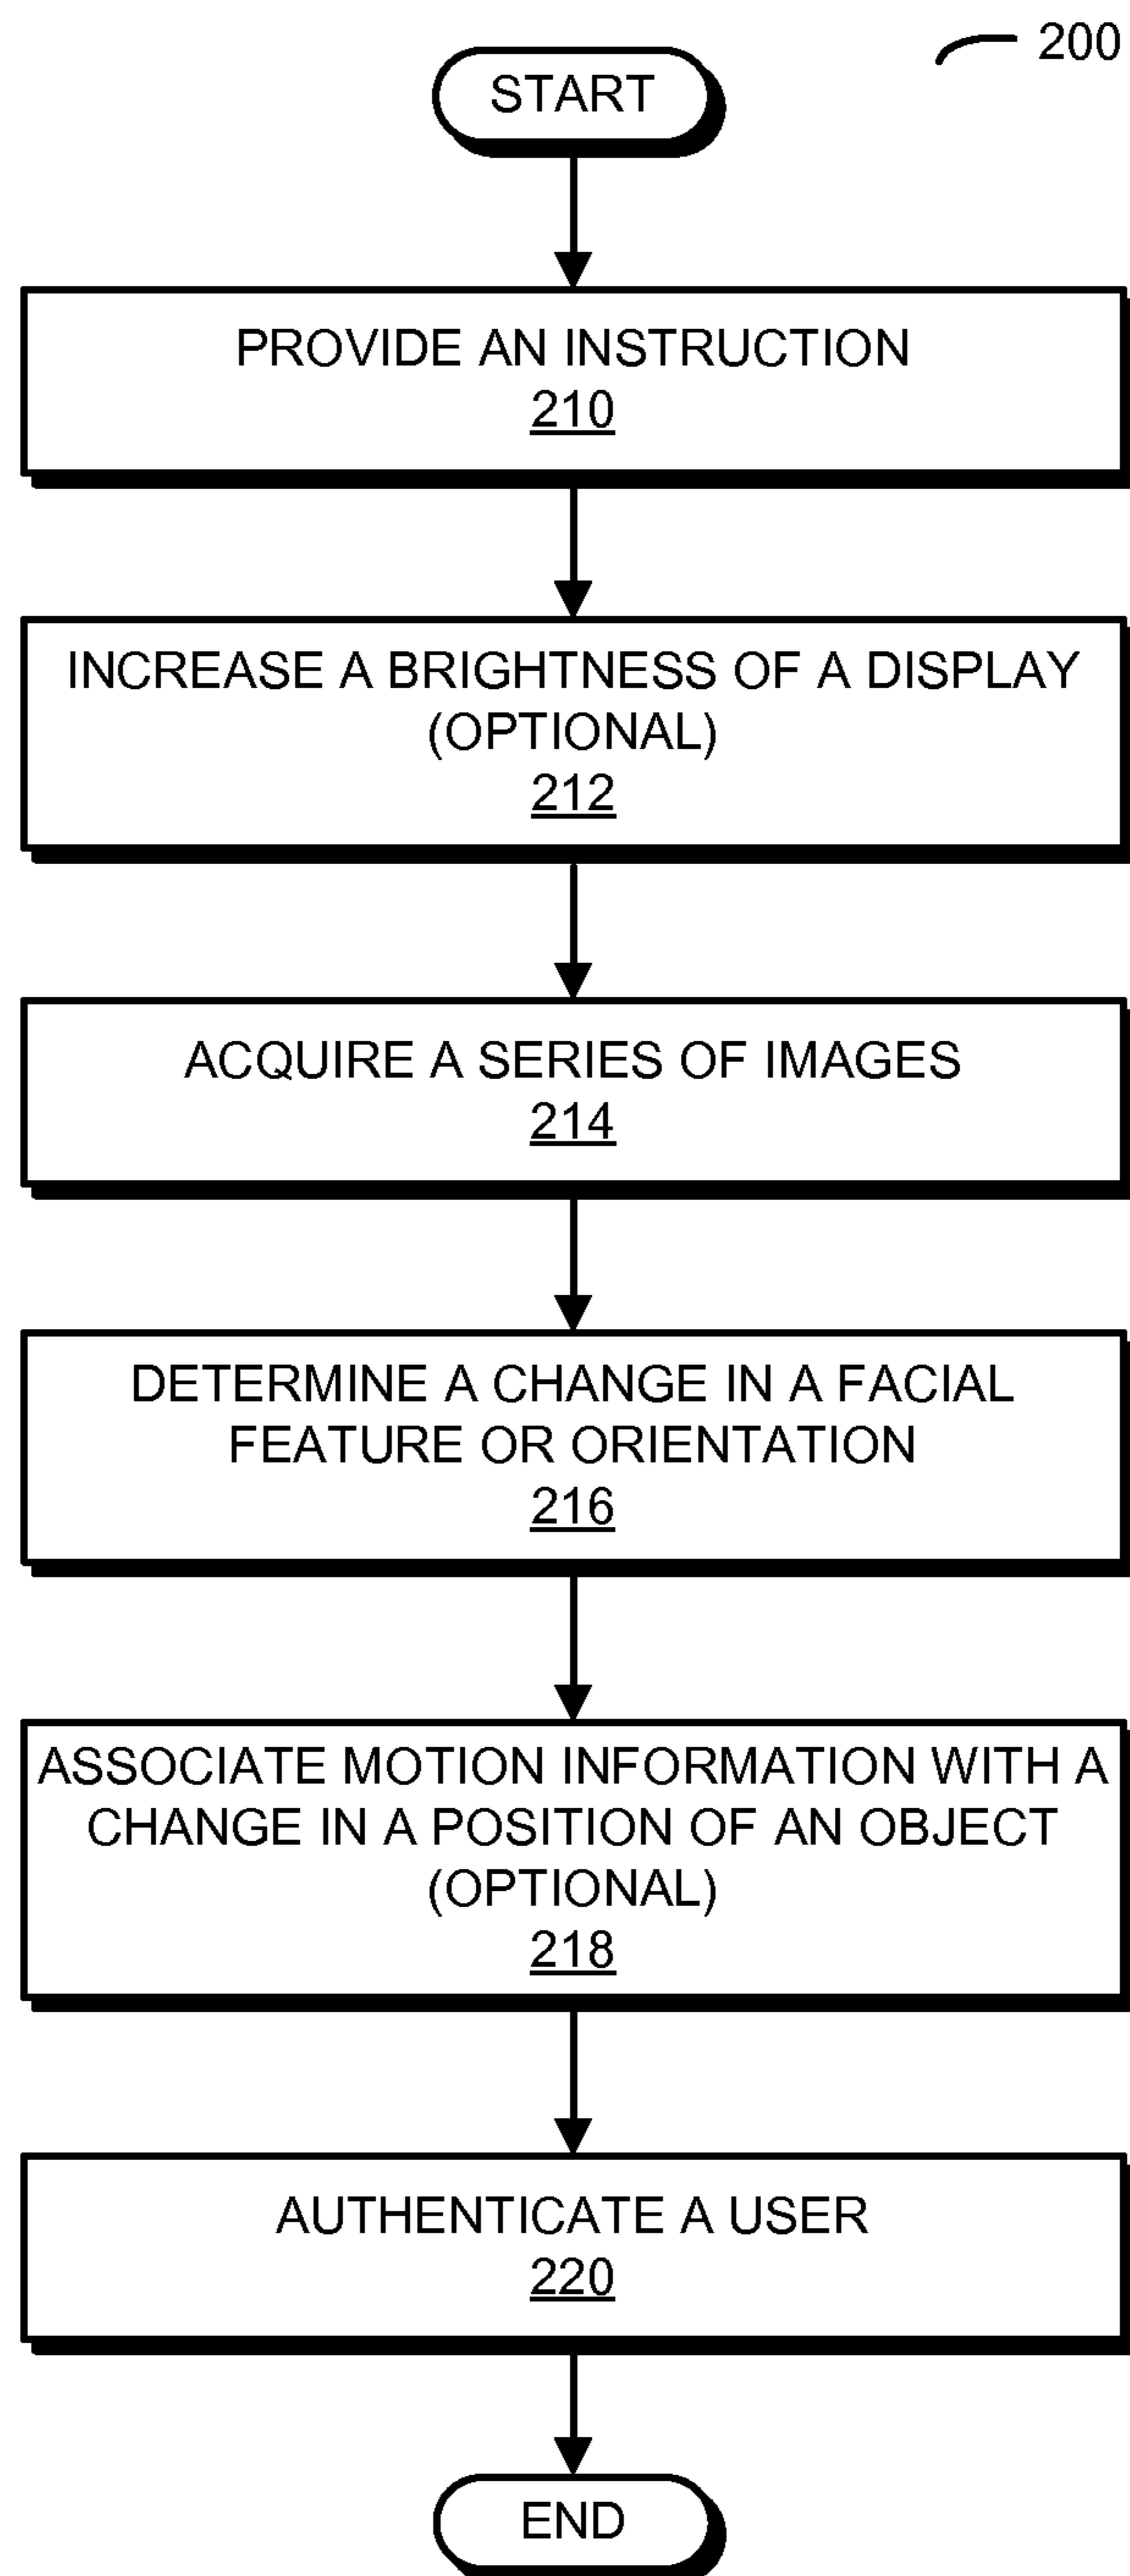 200
START
PROVIDE AN INSTRUCTION
210
INCREASE A BRIGHTNESS OF A DISPLAY
(OPTIONAL)
212
ACQUIRE A SERIES OF IMAGES
214
DETERMINE A CHANGE IN A FACIAL
FEATURE OR ORIENTATION
216
ASSOCIATE MOTION INFORMATION WITH A
CHANGE IN A POSITION OF AN OBJECT
(OPTIONAL)
218
AUTHENTICATE A USER
220
END